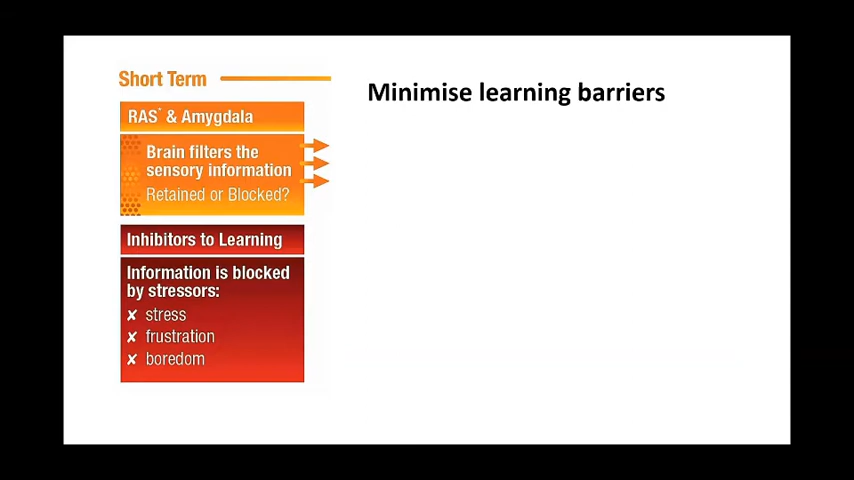 Short Term
Minimise learning barriers
RAS* & Amygdala
Brain filters the
sensory information
Retained or Blocked?
Inhibitors to Learning
Information is blocked
by stressors:
✘ stress
✘ frustration
✘ boredom